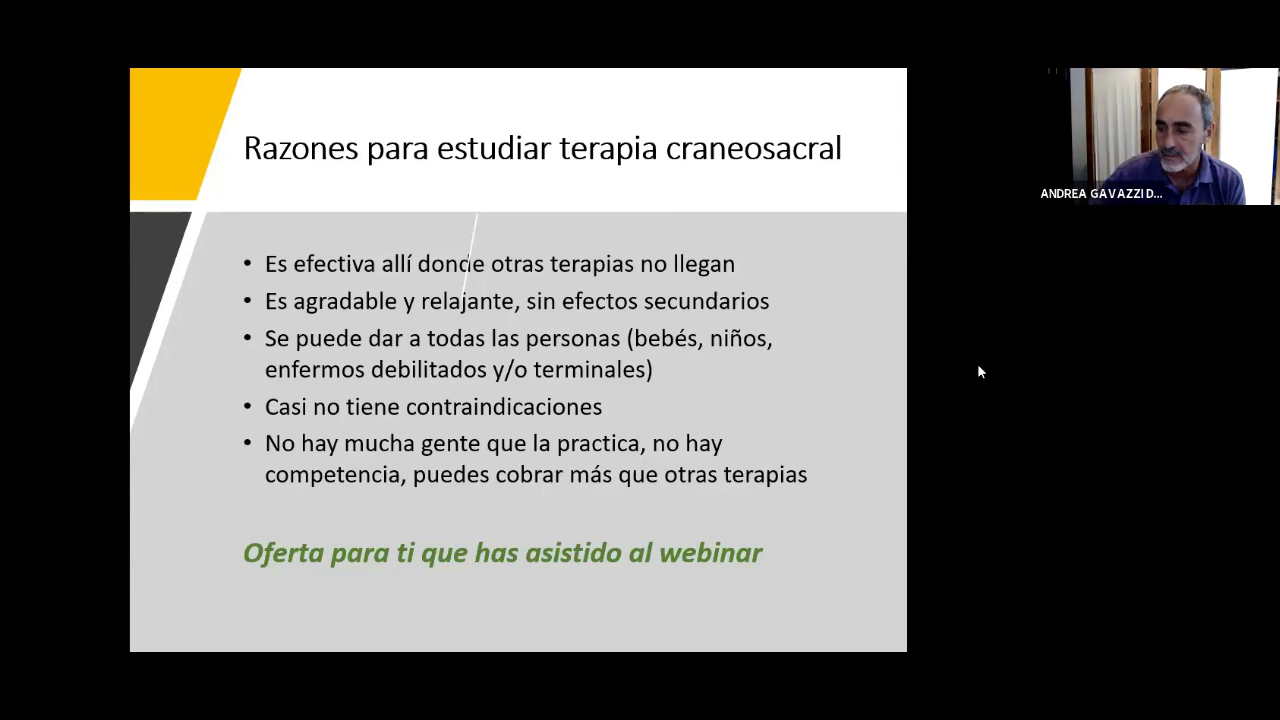 Razones para estudiar terapia craneosacral
• Es efectiva allí donde otras terapias no llegan
• Es agradable y relajante, sin efectos secundarios
• Se puede dar a todas las personas (bebés, niños,
enfermos debilitados y/o terminales)
• Casi no tiene contraindicaciones
• No hay mucha gente que la practica, no hay
competencia, puedes cobrar más que otras terapias
Oferta para ti que has asistido al webinar
ANDREA GAVAZZI D...